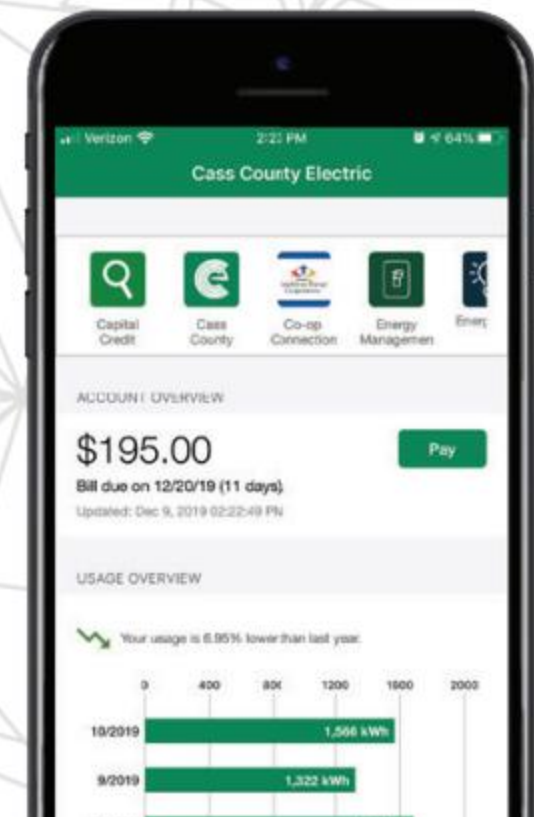 Verizon 2:23 PM 64%
Cass County Electric
Capital Credit
Cass County
Co-op Connection
Energy Managemen
Energ
ACCOUNT OVERVIEW
$195.00
Pay
Bill due on 12/20/19 (11 days).
Updated: Dec 9, 2019 02:22:49 PM
USAGE OVERVIEW
Your usage is 6.95% lower than last year.
0 400 800 1200 1600 2000
10/2019 1,566 kWh
9/2019 1,322 kWh